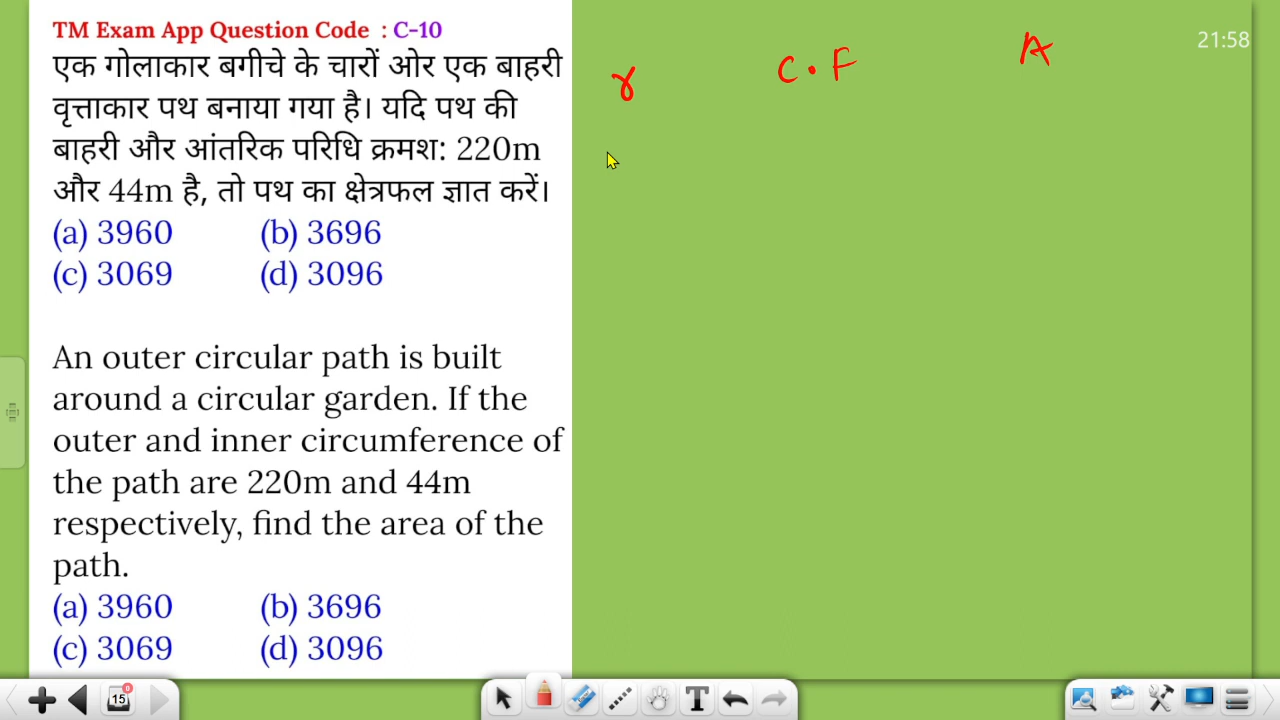 TM Exam App Question Code : C-10
एक गोलाकार बगीचे के चारों ओर एक बाहरी
वृत्ताकार पथ बनाया गया है। यदि पथ की
बाहरी और आंतरिक परिधि क्रमश: 220m
और 44m है, तो पथ का क्षेत्रफल ज्ञात करें।
(a) 3960 (b) 3696
(c) 3069 (d) 3096
An outer circular path is built
around a circular garden. If the
outer and inner circumference of
the path are 220m and 44m
respectively, find the area of the
path.
(a) 3960 (b) 3696
(c) 3069 (d) 3096
r C.F A
21:58
15
0
T